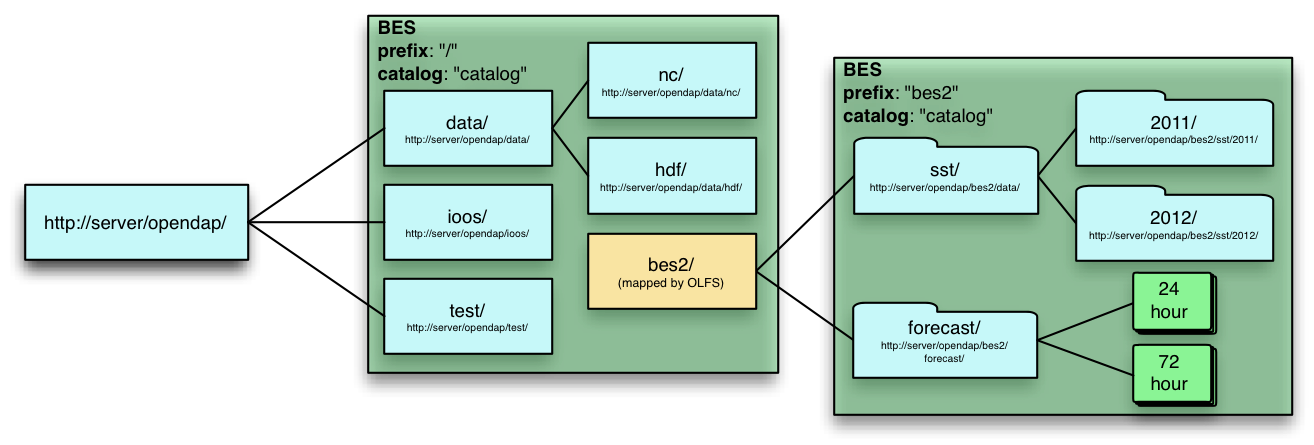 http://server/opendap/
BES
prefix: "/"
catalog: "catalog"
data/
http://server/opendap/data/
ioos/
http://server/opendap/ioos/
test/
http://server/opendap/test/
nc/
http://server/opendap/data/nc/
hdf/
http://server/opendap/data/hdf/
bes2/
(mapped by OLFS)
BES
prefix: "bes2"
catalog: "catalog"
sst/
http://server/opendap/bes2/data/
2011/
http://server/opendap/bes2/sst/2011/
2012/
http://server/opendap/bes2/sst/2012/
forecast/
http://server/opendap/bes2/
forecast/
24
hour
72
hour